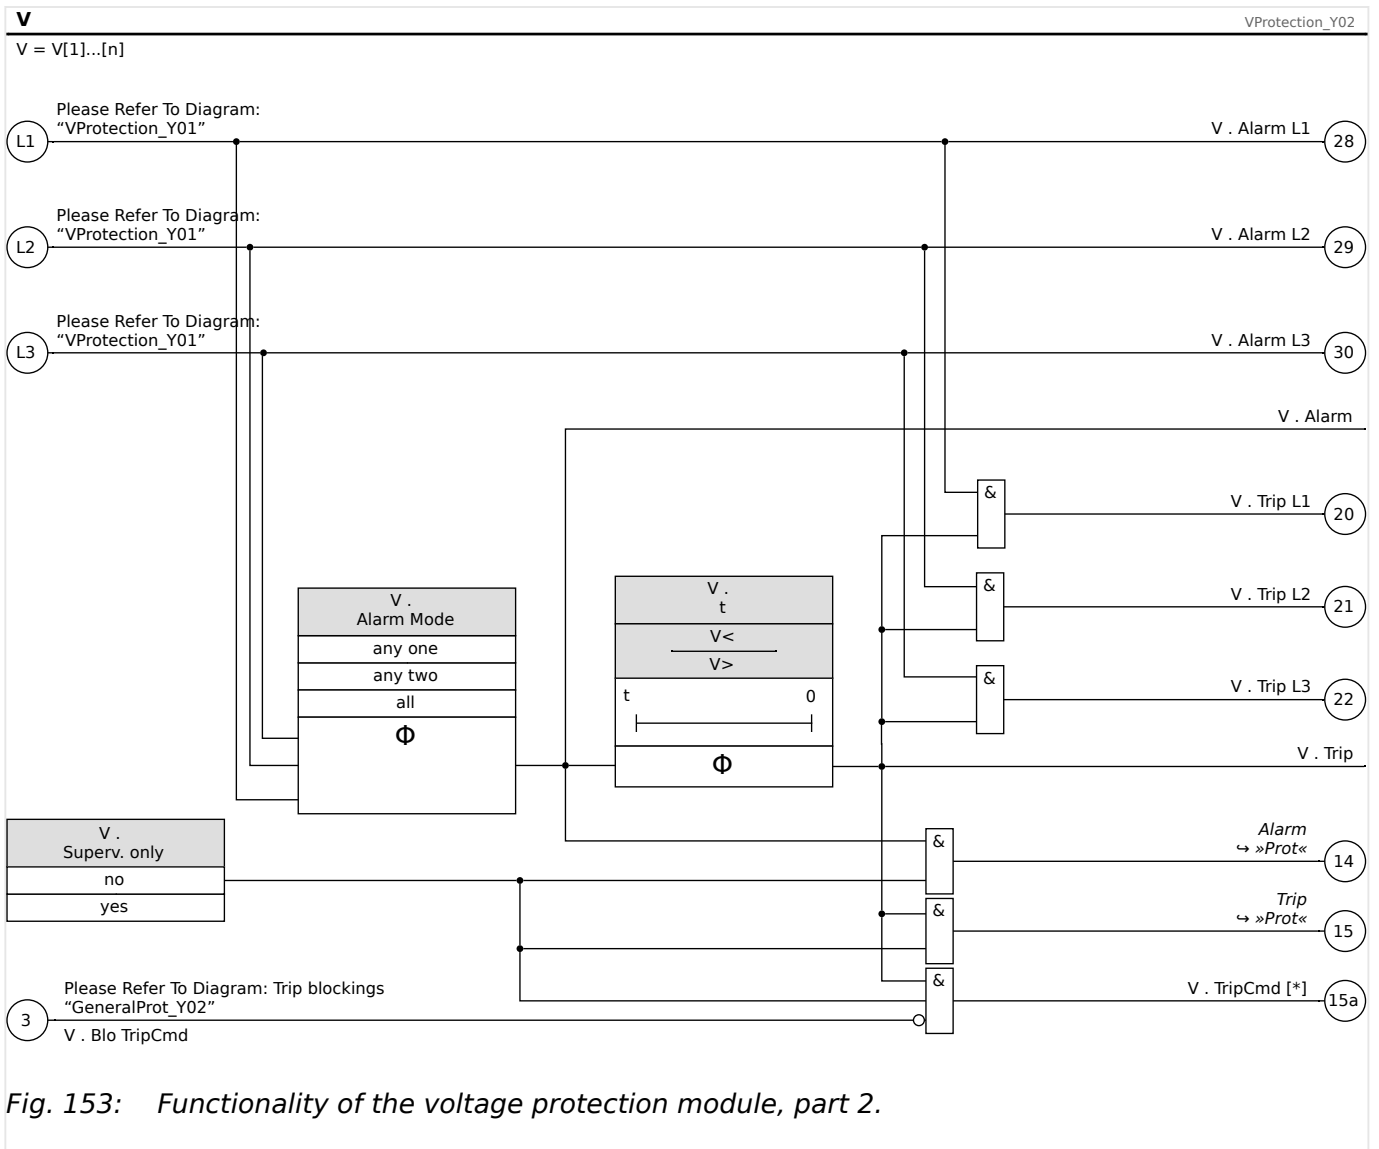 V
VProtection_Y02
V = V[1]...[n]
Please Refer To Diagram:
“VProtection_Y01”
L1
V . Alarm L1
28
Please Refer To Diagram:
“VProtection_Y01”
L2
V . Alarm L2
29
Please Refer To Diagram:
“VProtection_Y01”
L3
V . Alarm L3
30
V . Alarm
&
V . Trip L1
20
&
V . Trip L2
21
&
V . Trip L3
22
V .
Alarm Mode
any one
any two
all
Φ
V .
t
V<
V>
t 0
Φ
V . Trip
V .
Superv. only
no
yes
&
Alarm
↪ »Prot«
14
&
Trip
↪ »Prot«
15
&
V . TripCmd [*]
15a
Please Refer To Diagram: Trip blockings
“GeneralProt_Y02”
3
V . Blo TripCmd
Fig. 153: Functionality of the voltage protection module, part 2.